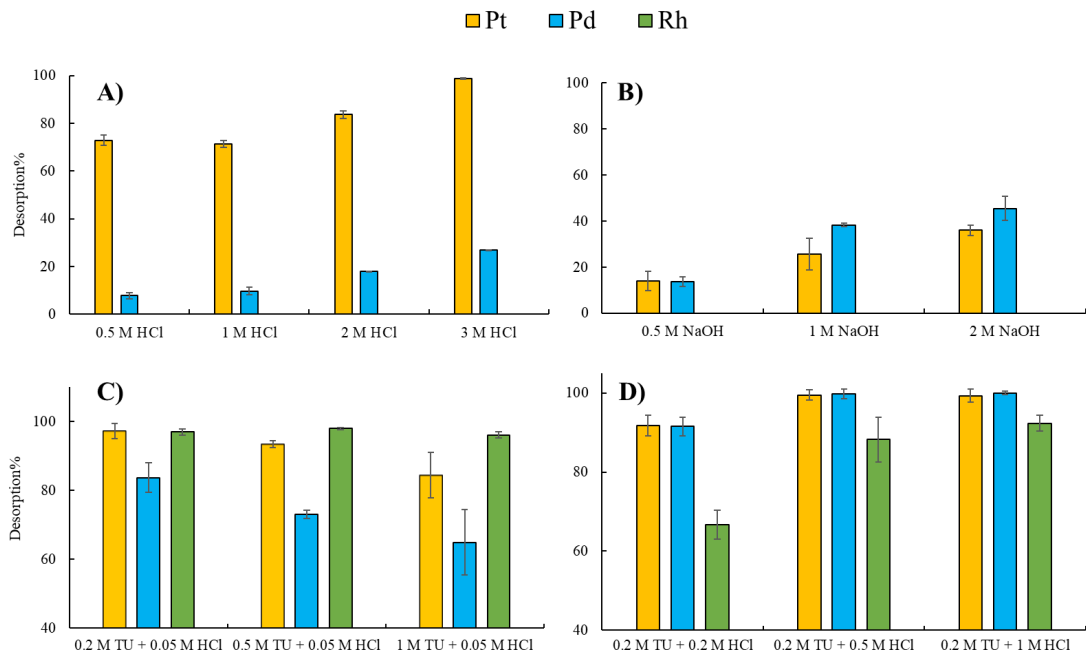 Pt Pd Rh
A)
Desorption%
100
80
60
40
20
0
0.5 M HCl 1 M HCl 2 M HCl 3 M HCl
B)
100
80
60
40
20
0
0.5 M NaOH 1 M NaOH 2 M NaOH
C)
Desorption%
100
80
60
40
0.2 M TU + 0.05 M HCl 0.5 M TU + 0.05 M HCl 1 M TU + 0.05 M HCl
D)
100
80
60
40
0.2 M TU + 0.2 M HCl 0.2 M TU + 0.5 M HCl 0.2 M TU + 1 M HCl